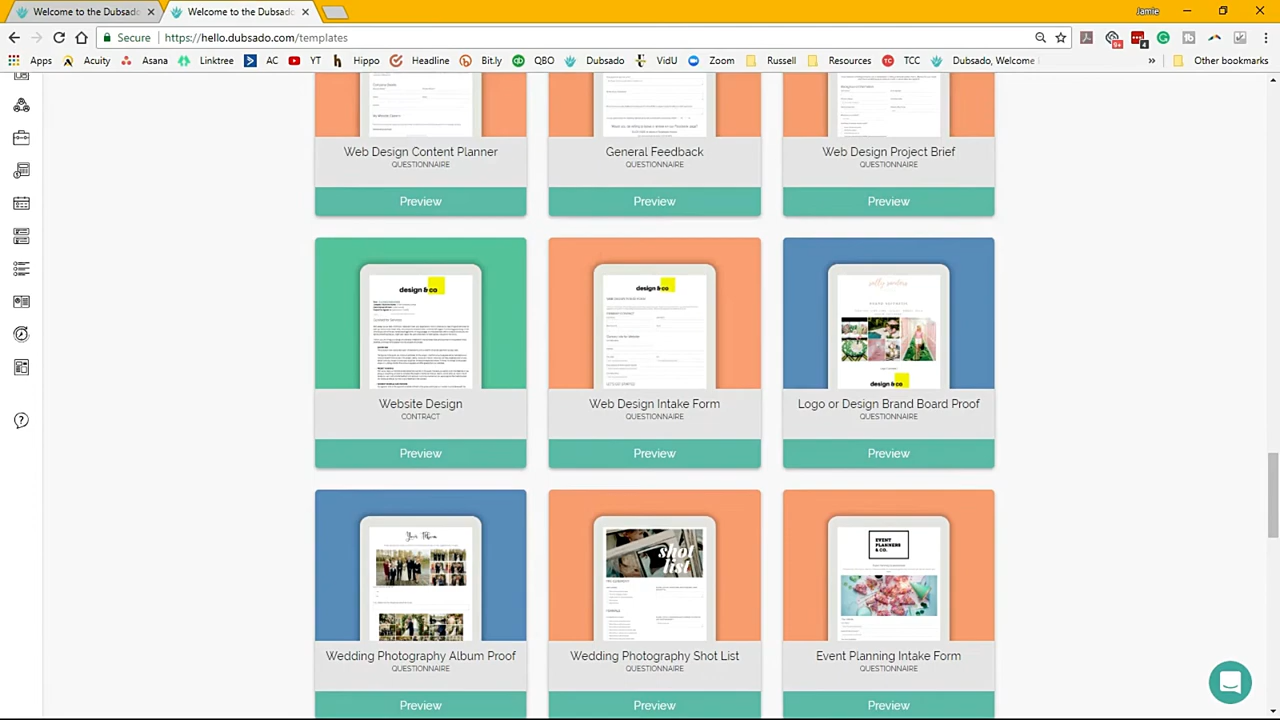 Welcome to the Dubsado
Welcome to the Dubsado
Jamie
Secure
https://hello.dubsado.com/templates
Apps
Acuity
Asana
Linktree
AC
YT
Headline
Bit.ly
QBO
Dubsado
VidU
Zoom
Russell
Resources
TCC
Dubsado, Welcome
Other bookmarks
Web Design Content Planner
QUESTIONNAIRE
Preview
General Feedback
QUESTIONNAIRE
Preview
Web Design Project Brief
QUESTIONNAIRE
Preview
design & co
Website Design
CONTRACT
Preview
design & co
Web Design Intake Form
QUESTIONNAIRE
Preview
design & co
Logo or Design Brand Board Proof
QUESTIONNAIRE
Preview
Your Album
Wedding Photography Album Proof
QUESTIONNAIRE
Preview
shot
list
Wedding Photography Shot List
QUESTIONNAIRE
Preview
EVENT
PLANNERS
& CO.
Event Planning Intake Form
QUESTIONNAIRE
Preview